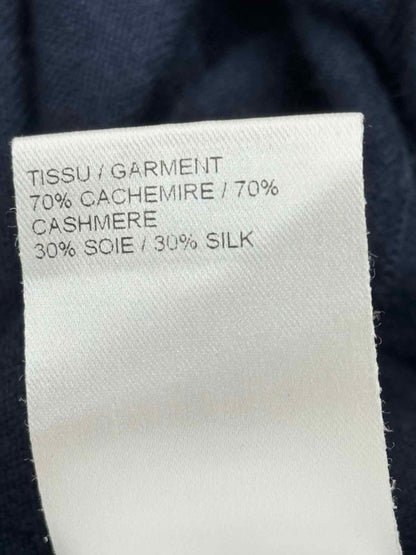 TISSU / GARMENT
70% CACHEMIRE / 70%
CASHMERE
30% SOIE / 30% SILK